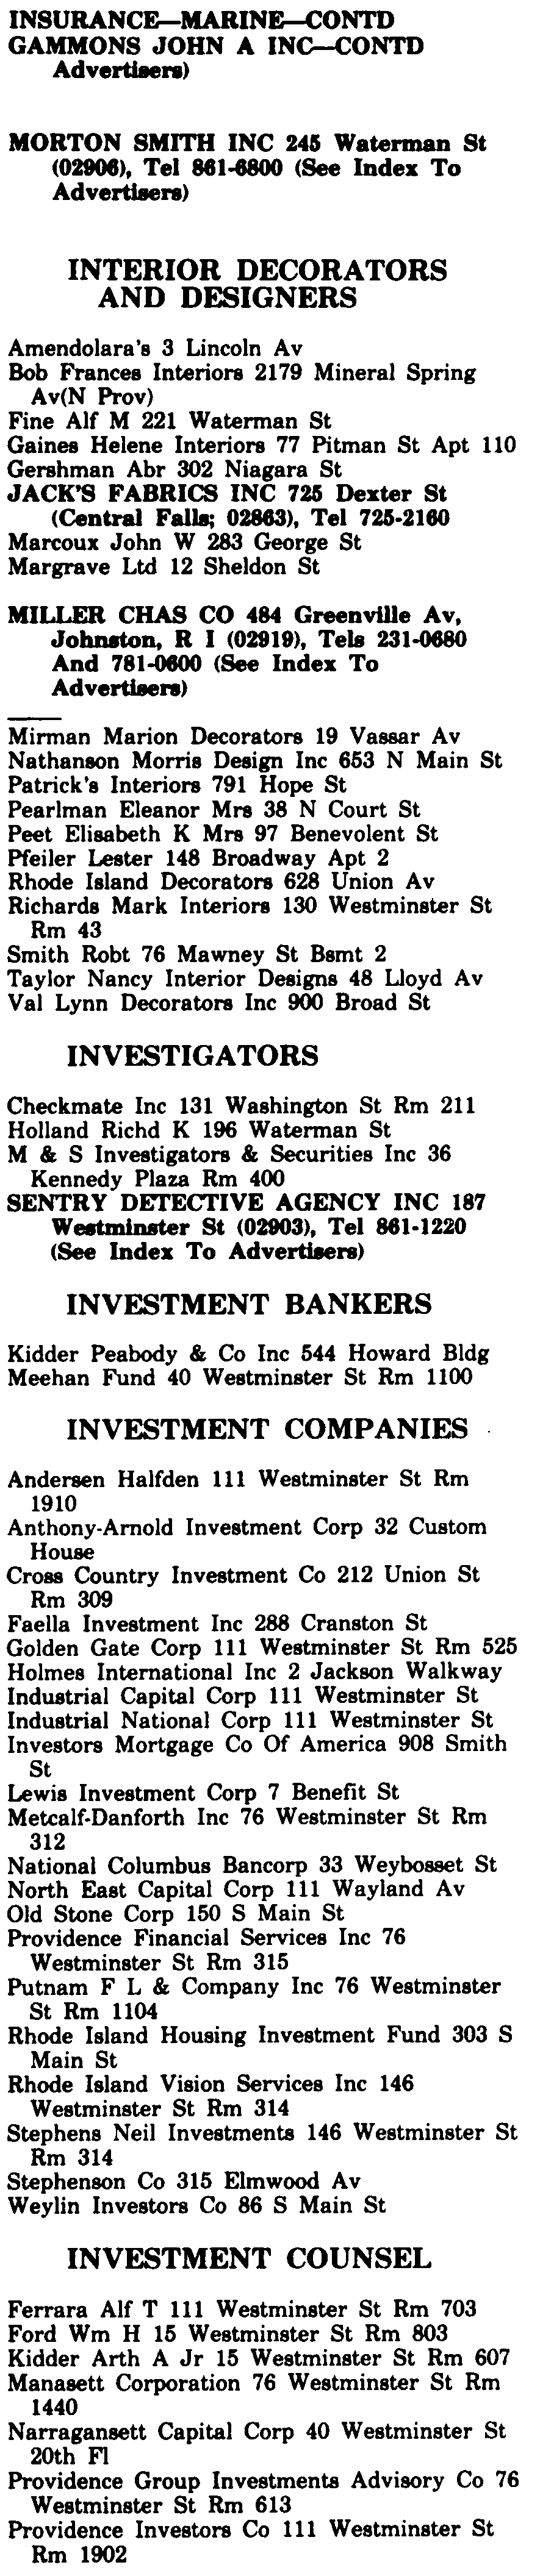 INSURANCE—MARINE—CONTD
GAMMONS JOHN A INC—CONTD
Advertisers)
MORTON SMITH INC 245 Waterman St
(02906), Tel 861-6800 (See Index To
Advertisers)
INTERIOR DECORATORS
AND DESIGNERS
Amendolara's 3 Lincoln Av
Bob Frances Interiors 2179 Mineral Spring
Av(N Prov)
Fine Alf M 221 Waterman St
Gaines Helene Interiors 77 Pitman St Apt 110
Gershman Abr 302 Niagara St
JACK'S FABRICS INC 725 Dexter St
(Central Falls; 02863), Tel 725-2160
Marcoux John W 283 George St
Margrave Ltd 12 Sheldon St
MILLER CHAS CO 484 Greenville Av,
Johnston, R I (02919), Tels 231-0680
And 781-0600 (See Index To
Advertisers)
Mirman Marion Decorators 19 Vassar Av
Nathanson Morris Design Inc 653 N Main St
Patrick's Interiors 791 Hope St
Pearlman Eleanor Mrs 38 N Court St
Peet Elisabeth K Mrs 97 Benevolent St
Pfeiler Lester 148 Broadway Apt 2
Rhode Island Decorators 628 Union Av
Richards Mark Interiors 130 Westminster St
Rm 43
Smith Robt 76 Mawney St Bsmt 2
Taylor Nancy Interior Designs 48 Lloyd Av
Val Lynn Decorators Inc 900 Broad St
INVESTIGATORS
Checkmate Inc 131 Washington St Rm 211
Holland Richd K 196 Waterman St
M & S Investigators & Securities Inc 36
Kennedy Plaza Rm 400
SENTRY DETECTIVE AGENCY INC 187
Westminster St (02903), Tel 861-1220
(See Index To Advertisers)
INVESTMENT BANKERS
Kidder Peabody & Co Inc 544 Howard Bldg
Meehan Fund 40 Westminster St Rm 1100
INVESTMENT COMPANIES
Andersen Halfden 111 Westminster St Rm
1910
Anthony-Arnold Investment Corp 32 Custom
House
Cross Country Investment Co 212 Union St
Rm 309
Faella Investment Inc 288 Cranston St
Golden Gate Corp 111 Westminster St Rm 525
Holmes International Inc 2 Jackson Walkway
Industrial Capital Corp 111 Westminster St
Industrial National Corp 111 Westminster St
Investors Mortgage Co Of America 908 Smith
St
Lewis Investment Corp 7 Benefit St
Metcalf-Danforth Inc 76 Westminster St Rm
312
National Columbus Bancorp 33 Weybosset St
North East Capital Corp 111 Wayland Av
Old Stone Corp 150 S Main St
Providence Financial Services Inc 76
Westminster St Rm 315
Putnam F L & Company Inc 76 Westminster
St Rm 1104
Rhode Island Housing Investment Fund 303 S
Main St
Rhode Island Vision Services Inc 146
Westminster St Rm 314
Stephens Neil Investments 146 Westminster St
Rm 314
Stephenson Co 315 Elmwood Av
Weylin Investors Co 86 S Main St
INVESTMENT COUNSEL
Ferrara Alf T 111 Westminster St Rm 703
Ford Wm H 15 Westminster St Rm 803
Kidder Arth A Jr 15 Westminster St Rm 607
Manasett Corporation 76 Westminster St Rm
1440
Narragansett Capital Corp 40 Westminster St
20th Fl
Providence Group Investments Advisory Co 76
Westminster St Rm 613
Providence Investors Co 111 Westminster St
Rm 1902